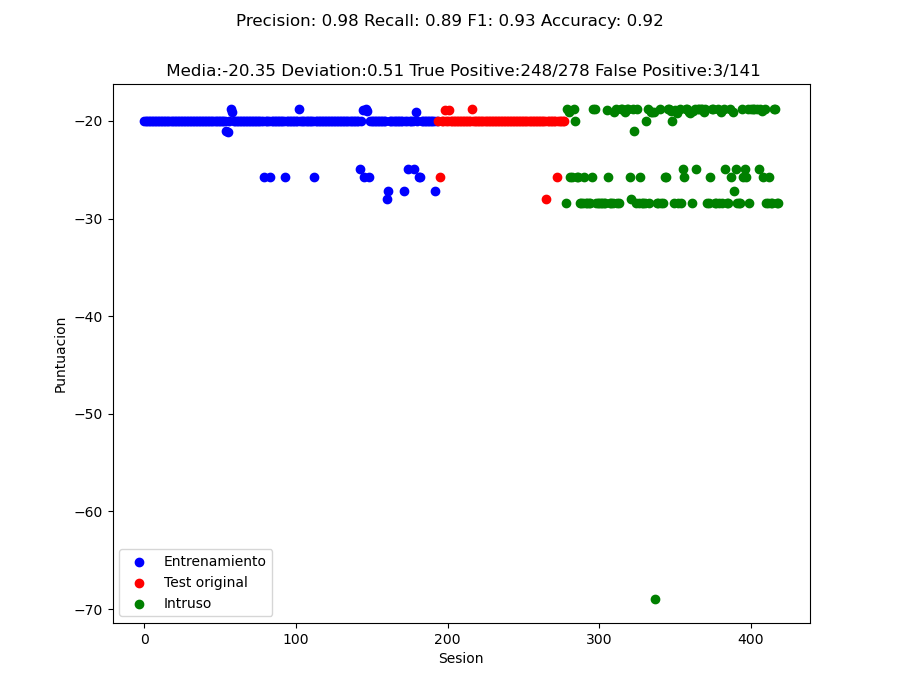 Precision: 0.98 Recall: 0.89 F1: 0.93 Accuracy: 0.92
Media:-20.35 Deviation:0.51 True Positive:248/278 False Positive:3/141
Puntuacion
−20
−30
−40
−50
−60
−70
Entrenamiento
Test original
Intruso
0 100 200 300 400
Sesion